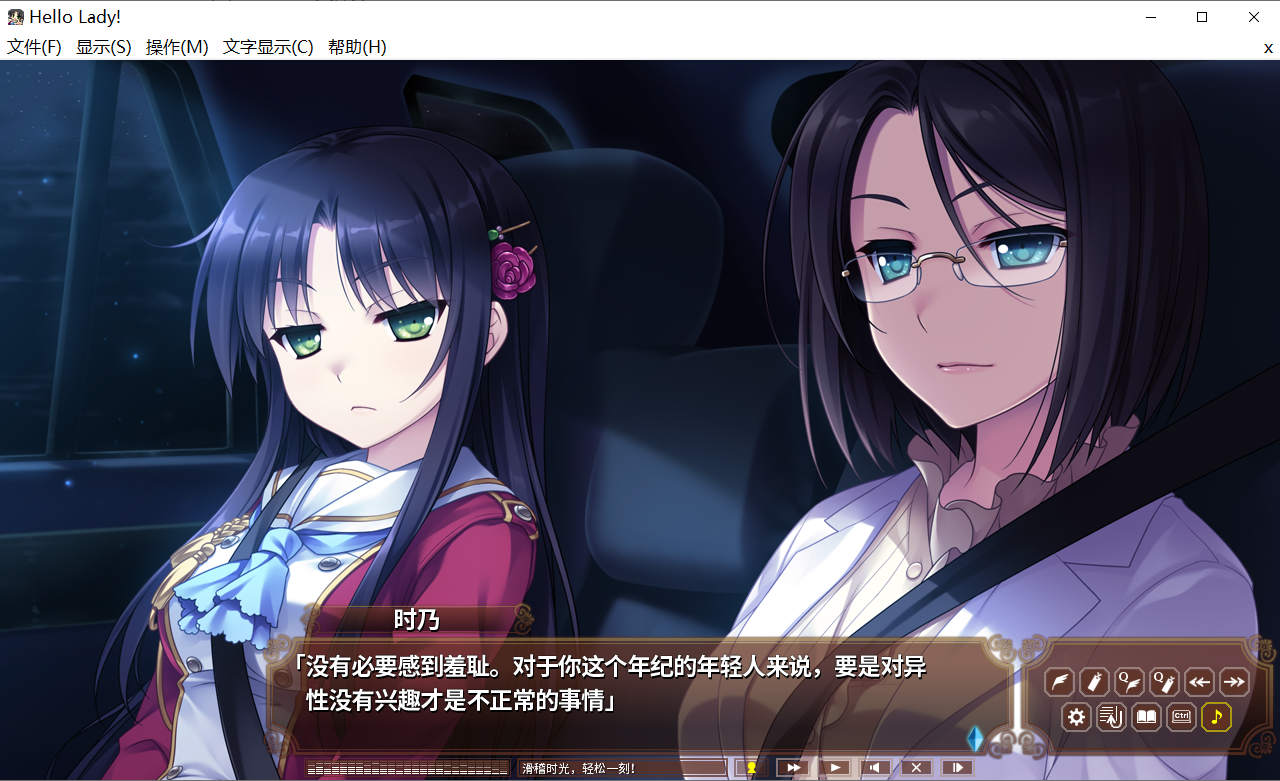 Hello Lady!
文件(F) 显示(S) 操作(M) 文字显示(C) 帮助(H)
x
时乃
「没有必要感到羞耻。对于你这个年纪的年轻人来说，要是对异
性没有兴趣才是不正常的事情」
Q Q
Ctrl
滑稽时光，轻松一刻！